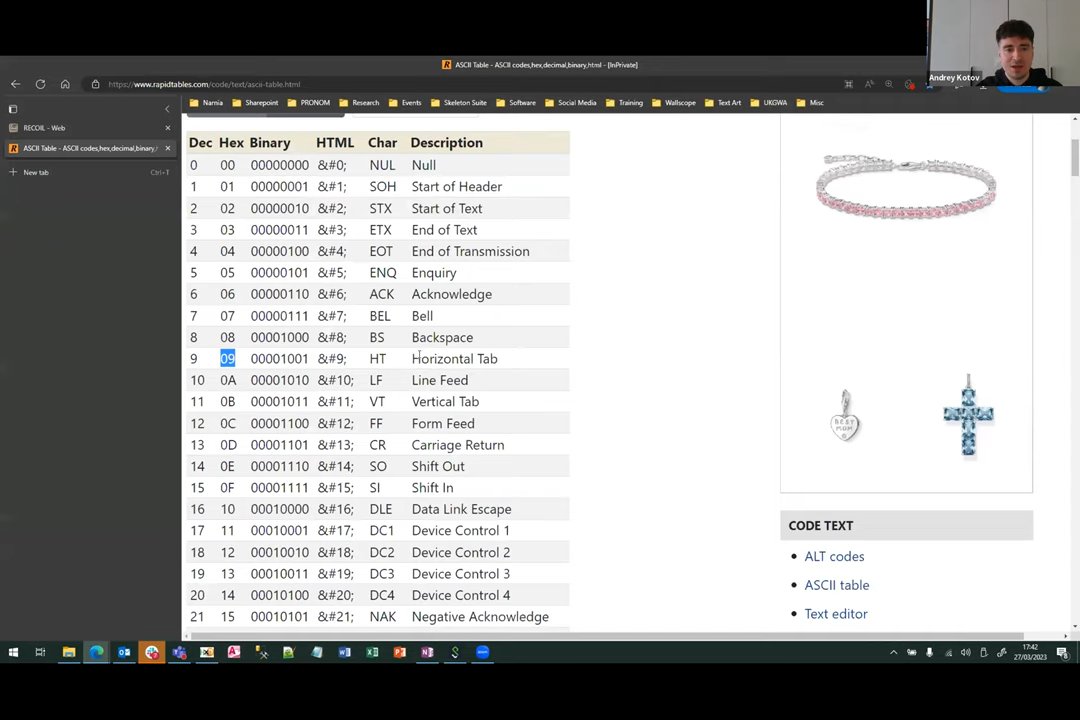 ASCII Table - ASCII codes,hex,decimal,binary,html - [InPrivate]
Andrey Kotov
https://www.rapidtables.com/code/text/ascii-table.html
Narnia Sharepoint PRONOM Research Events Skeleton Suite Software Social Media Training Wallscope Text Art UKGWA Misc
RECOIL - Web
ASCII Table - ASCII codes,hex,decimal,binary,h
New tab Ctrl+T
Dec Hex Binary HTML Char Description
0 00 00000000 &#0; NUL Null
1 01 00000001 &#1; SOH Start of Header
2 02 00000010 &#2; STX Start of Text
3 03 00000011 &#3; ETX End of Text
4 04 00000100 &#4; EOT End of Transmission
5 05 00000101 &#5; ENQ Enquiry
6 06 00000110 &#6; ACK Acknowledge
7 07 00000111 &#7; BEL Bell
8 08 00001000 &#8; BS Backspace
9 09 00001001 &#9; HT Horizontal Tab
10 0A 00001010 &#10; LF Line Feed
11 0B 00001011 &#11; VT Vertical Tab
12 0C 00001100 &#12; FF Form Feed
13 0D 00001101 &#13; CR Carriage Return
14 0E 00001110 &#14; SO Shift Out
15 0F 00001111 &#15; SI Shift In
16 10 00010000 &#16; DLE Data Link Escape
17 11 00010001 &#17; DC1 Device Control 1
18 12 00010010 &#18; DC2 Device Control 2
19 13 00010011 &#19; DC3 Device Control 3
20 14 00010100 &#20; DC4 Device Control 4
21 15 00010101 &#21; NAK Negative Acknowledge
BEST
MOM
CODE TEXT
ALT codes
ASCII table
Text editor
17:42
27/03/2023